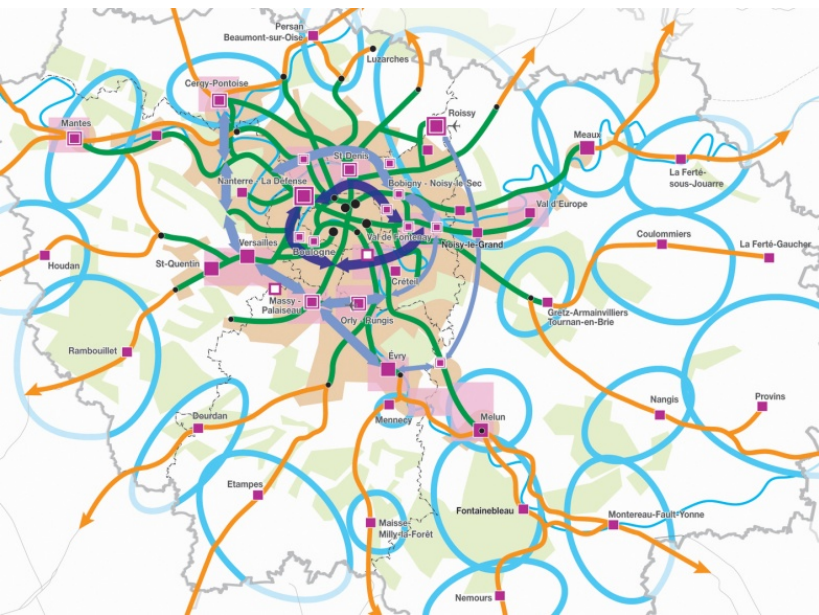 Persan
Beaumont-sur-Oise
Luzarches
Cergy-Pontoise
Mantes
Roissy
Meaux
La Ferté-
sous-Jouarre
St-Denis
Nanterre
La Défense
Bobigny - Noisy-le-Sec
Val d'Europe
Val de Fontenay
Noisy-le-Grand
Coulommiers
La Ferté-Gaucher
Versailles
Boulogne
St-Quentin
Houdan
Créteil
Massy -
Palaiseau
Orly - Rungis
Gretz-Armainvilliers
Tournan-en-Brie
Rambouillet
Évry
Nangis
Provins
Dourdan
Mennecy
Melun
Etampes
Fontainebleau
Montereau-Fault-Yonne
Maisse
Milly-la-Forêt
Nemours